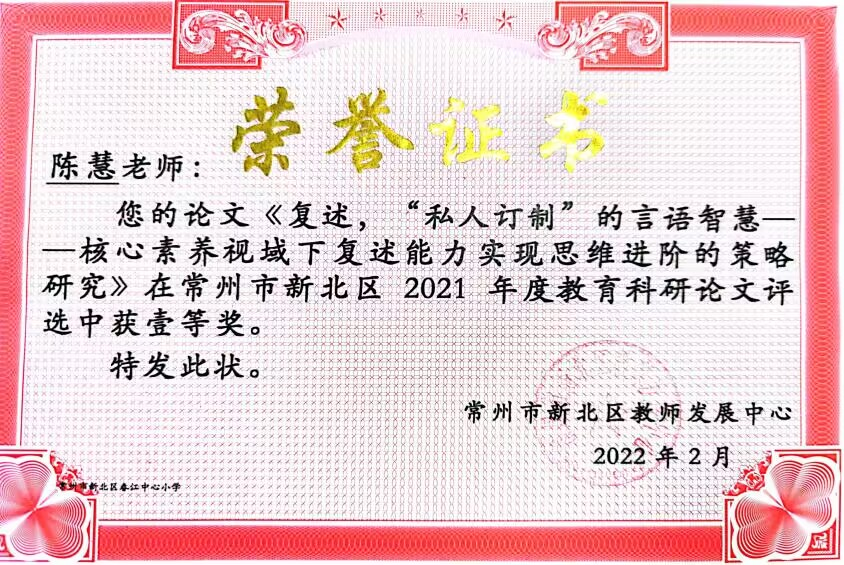 荣誉证书
陈慧老师：
您的论文《复述，“私人订制”的言语智慧—
—核心素养视域下复述能力实现思维进阶的策略
研究》在常州市新北区 2021 年度教育科研论文评
选中获壹等奖。
特发此状。
常州市新北区教师发展中心
2022 年 2 月
常州市新北区春江中心小学